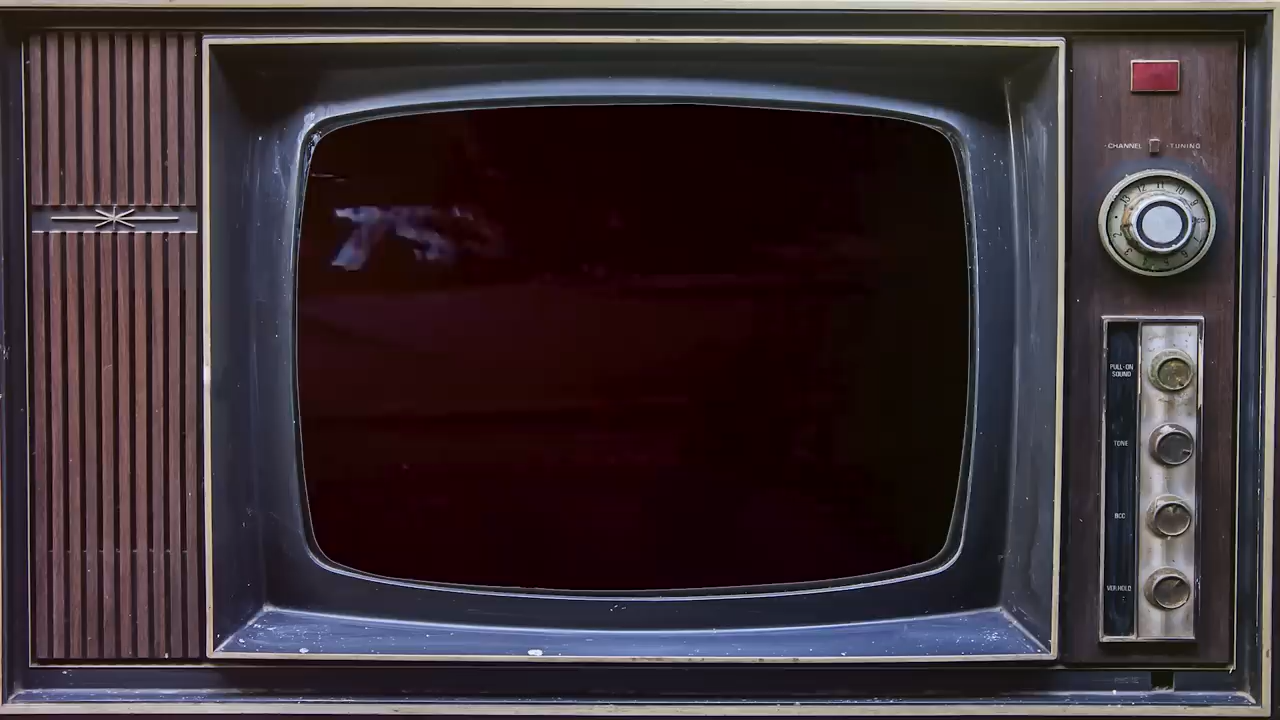 CHANNEL TUNING
PULL-ON
SOUND
TONE
BCC
VER.HOLD